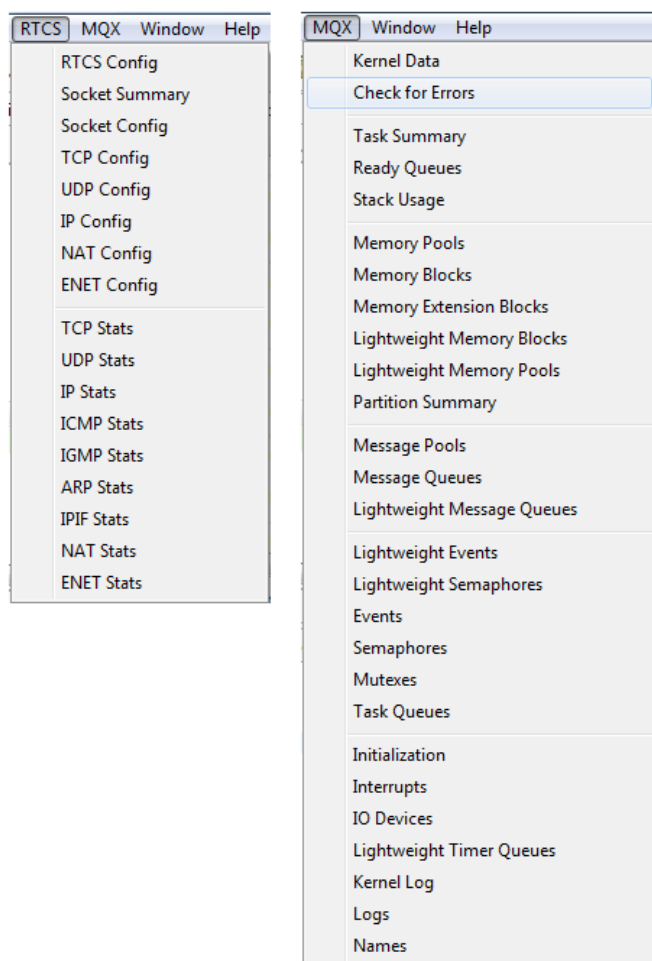 RTCS MQX Window Help
RTCS Config
Socket Summary
Socket Config
TCP Config
UDP Config
IP Config
NAT Config
ENET Config
TCP Stats
UDP Stats
IP Stats
ICMP Stats
IGMP Stats
ARP Stats
IPIF Stats
NAT Stats
ENET Stats
MQX Window Help
Kernel Data
Check for Errors
Task Summary
Ready Queues
Stack Usage
Memory Pools
Memory Blocks
Memory Extension Blocks
Lightweight Memory Blocks
Lightweight Memory Pools
Partition Summary
Message Pools
Message Queues
Lightweight Message Queues
Lightweight Events
Lightweight Semaphores
Events
Semaphores
Mutexes
Task Queues
Initialization
Interrupts
IO Devices
Lightweight Timer Queues
Kernel Log
Logs
Names